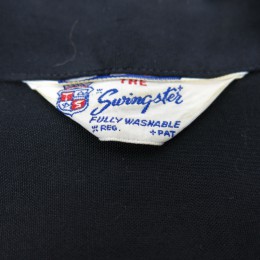 THE
Swingster
FULLY WASHABLE
REG. PAT